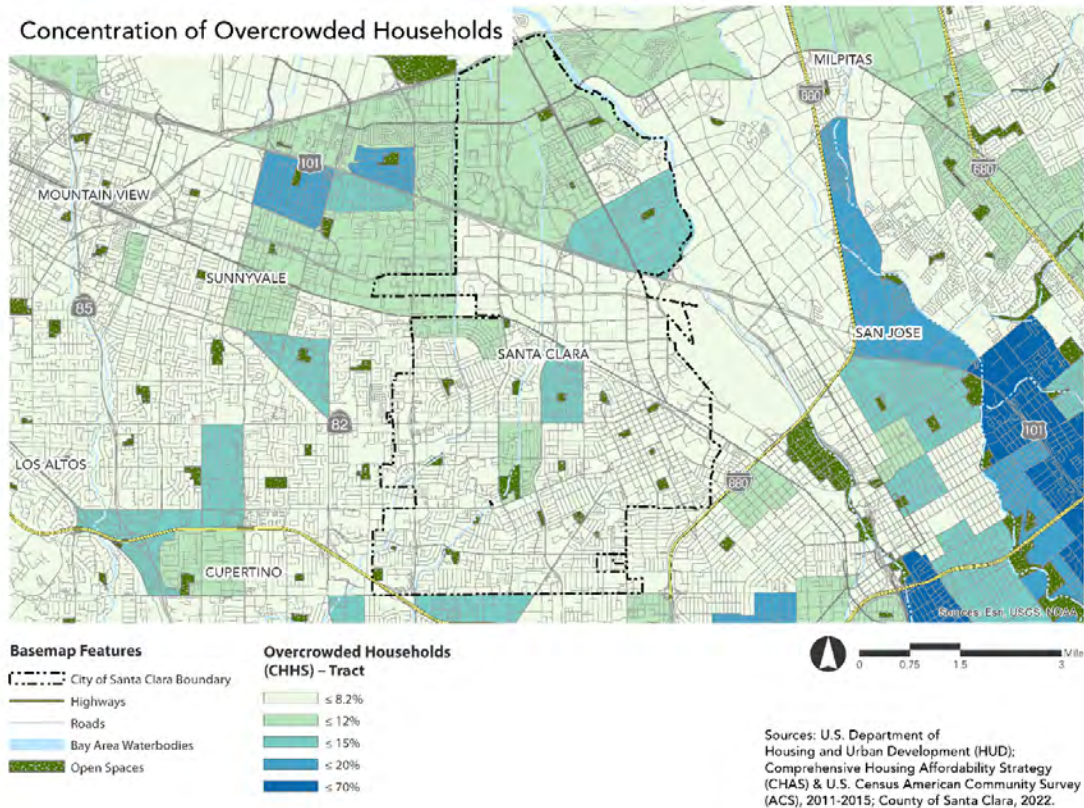 Concentration of Overcrowded Households
MILPITAS
880
101
680
MOUNTAIN VIEW
SUNNYVALE
85
SAN JOSE
SANTA CLARA
82
101
LOS ALTOS
880
CUPERTINO
Sources: Esri, USGS, NOAA
Basemap Features
City of Santa Clara Boundary
Highways
Roads
Bay Area Waterbodies
Open Spaces
Overcrowded Households
(CHHS) – Tract
≤ 8.2%
≤ 12%
≤ 15%
≤ 20%
≤ 70%
0 0.75 1.5 3 Mile
Sources: U.S. Department of
Housing and Urban Development (HUD);
Comprehensive Housing Affordability Strategy
(CHAS) & U.S. Census American Community Survey
(ACS), 2011-2015; County of Santa Clara, 2022.